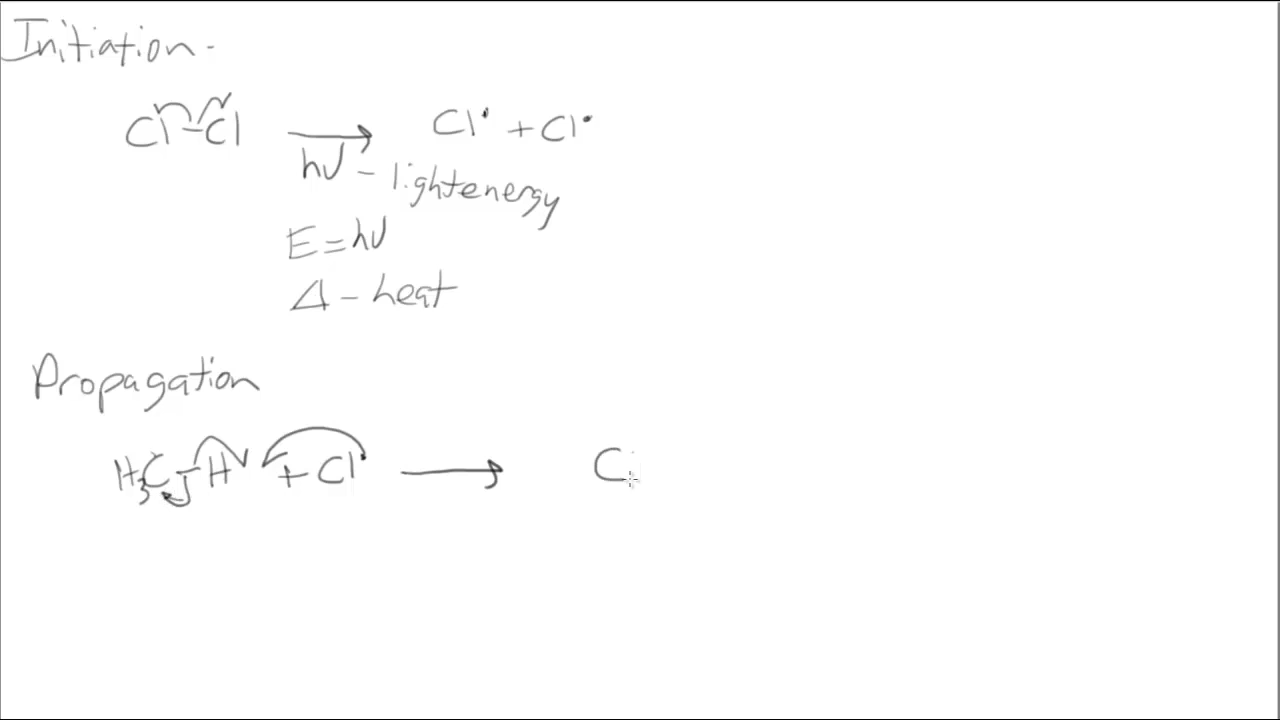 Initiation -
Cl-Cl → Cl• + Cl•
hν - light energy
E = hν
Δ - heat
Propagation
H₃C-H + Cl• → C